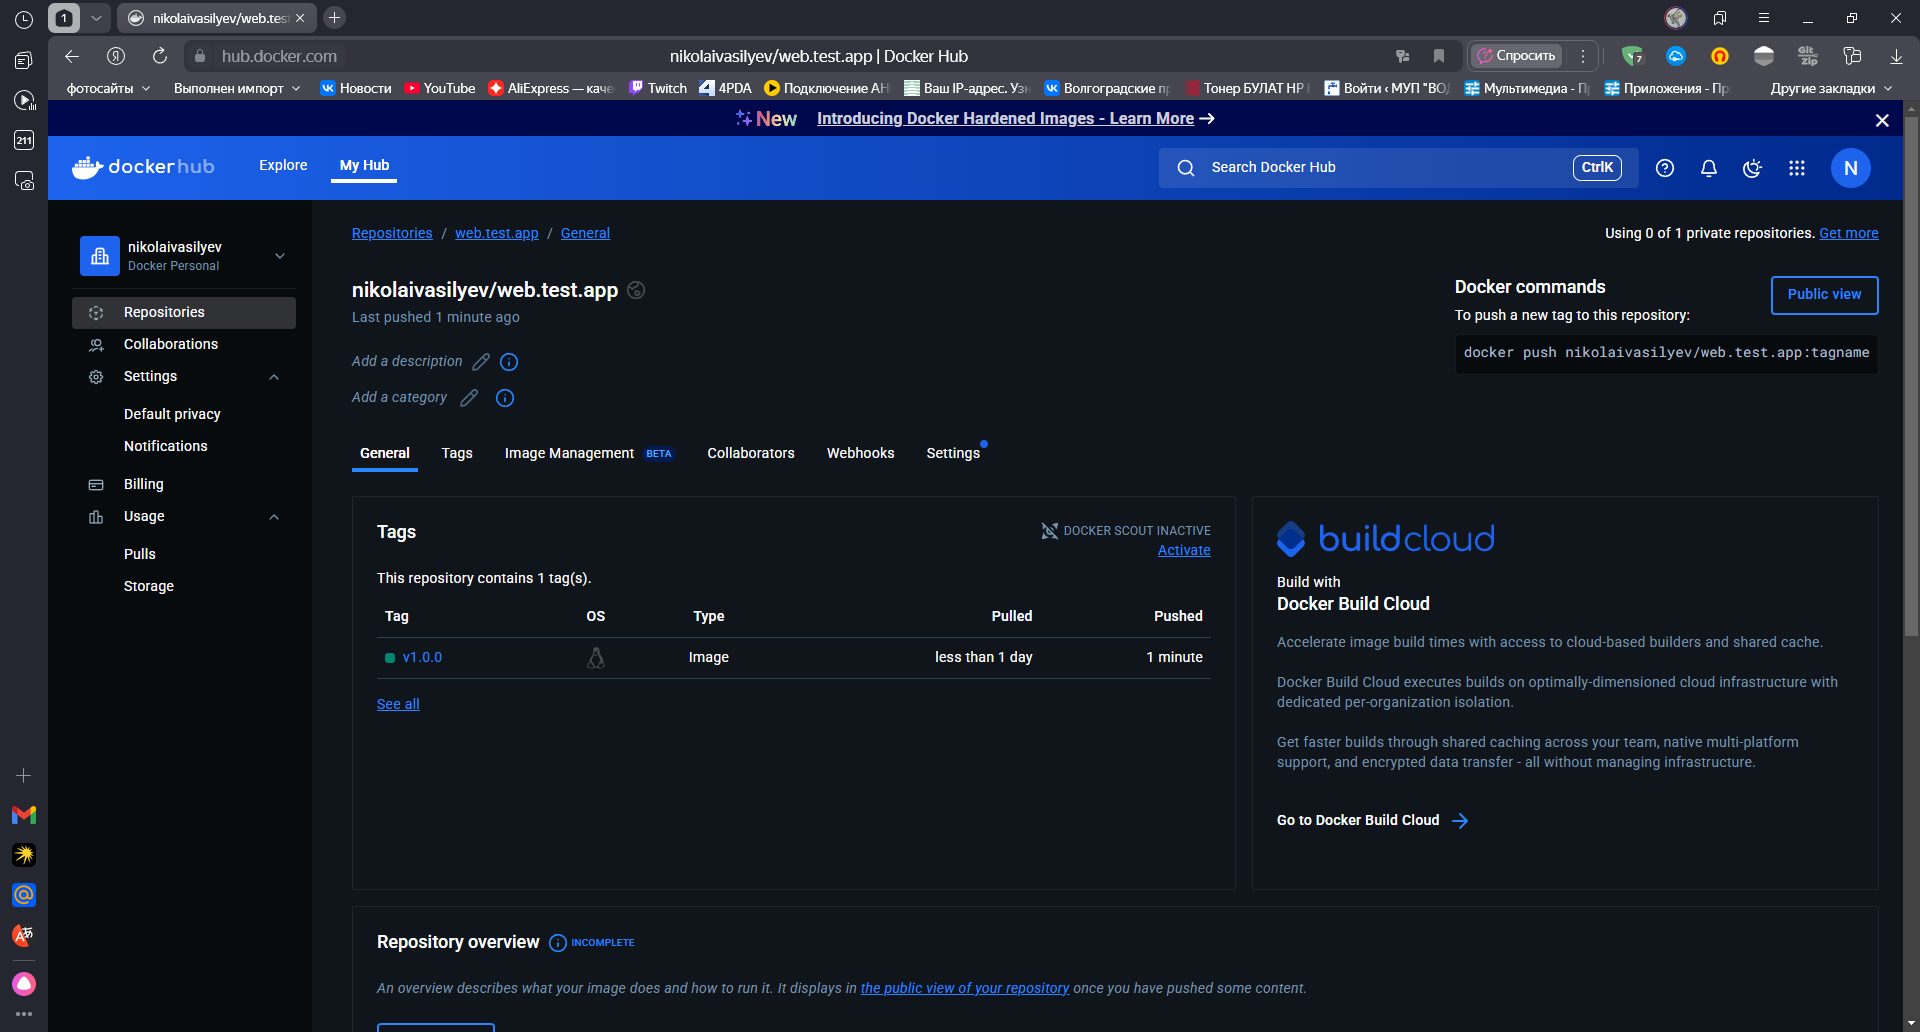 1
nikolaivasilyev/web.test
hub.docker.com
nikolaivasilyev/web.test.app | Docker Hub
Спросить
7
Git Zip
фотосайты
Выполнен импорт
Новости
YouTube
AliExpress — каче
Twitch
4PDA
Подключение АН
Ваш IP-адрес. Узн
Волгоградские п
Тонер БУЛАТ HP
Войти ‹ МУП "ВО
Мультимедиа - П
Приложения - Пр
Другие закладки
211
New Introducing Docker Hardened Images - Learn More →
dockerhub
Explore
My Hub
Search Docker Hub
CtrlK
N
nikolaivasilyev
Docker Personal
Repositories
Collaborations
Settings
Default privacy
Notifications
Billing
Usage
Pulls
Storage
Repositories / web.test.app / General
Using 0 of 1 private repositories. Get more
nikolaivasilyev/web.test.app
Last pushed 1 minute ago
Add a description
Add a category
Docker commands
Public view
To push a new tag to this repository:
docker push nikolaivasilyev/web.test.app:tagname
General
Tags
Image Management BETA
Collaborators
Webhooks
Settings
Tags
DOCKER SCOUT INACTIVE
Activate
This repository contains 1 tag(s).
Tag OS Type Pulled Pushed
v1.0.0 Image less than 1 day 1 minute
See all
buildcloud
Build with
Docker Build Cloud
Accelerate image build times with access to cloud-based builders and shared cache.
Docker Build Cloud executes builds on optimally-dimensioned cloud infrastructure with
dedicated per-organization isolation.
Get faster builds through shared caching across your team, native multi-platform
support, and encrypted data transfer - all without managing infrastructure.
Go to Docker Build Cloud
Repository overview INCOMPLETE
An overview describes what your image does and how to run it. It displays in the public view of your repository once you have pushed some content.